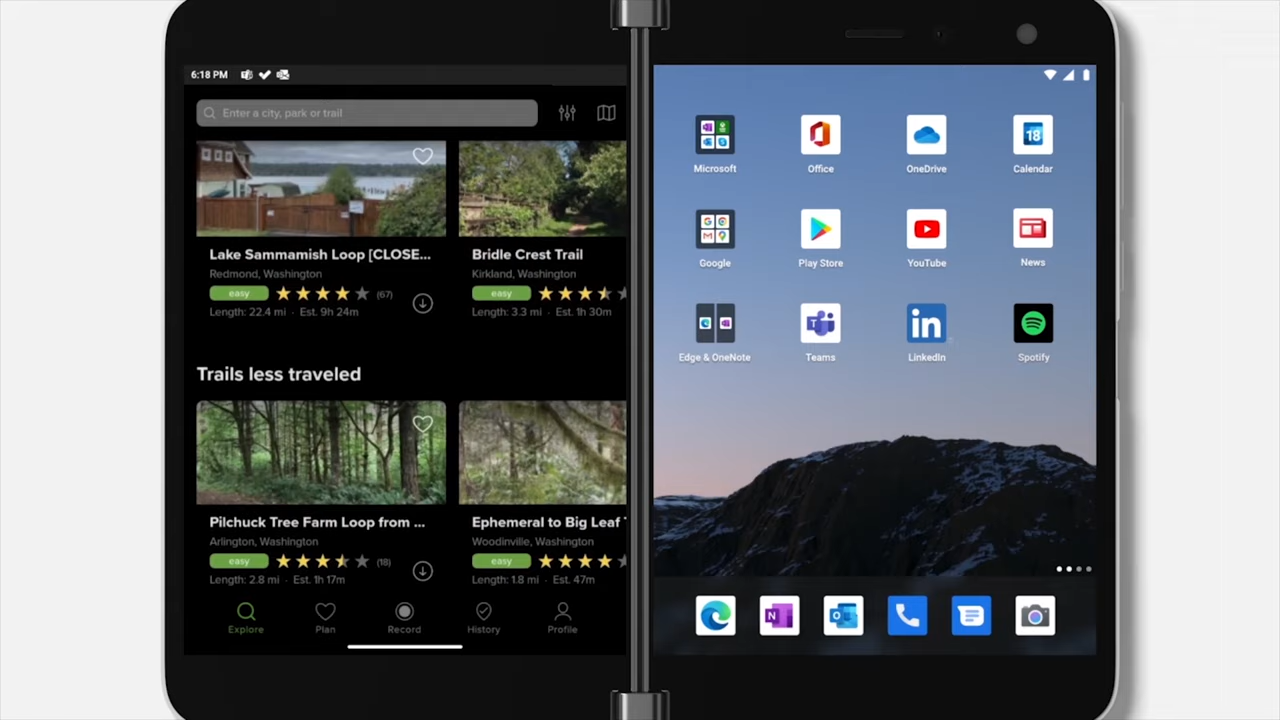 6:18 PM
Enter a city, park or trail
Lake Sammamish Loop [CLOSE...
Redmond, Washington
easy
(67)
Length: 22.4 mi · Est. 9h 24m
Bridle Crest Trail
Kirkland, Washington
easy
Length: 3.3 mi · Est. 1h 30m
Trails less traveled
Pilchuck Tree Farm Loop from ...
Arlington, Washington
easy
(18)
Length: 2.8 mi · Est. 1h 17m
Ephemeral to Big Leaf
Woodinville, Washington
easy
Length: 1.8 mi · Est. 47m
Explore
Plan
Record
History
Profile
Microsoft
Office
OneDrive
18
Calendar
Google
Play Store
YouTube
News
Edge & OneNote
Teams
in
LinkedIn
Spotify